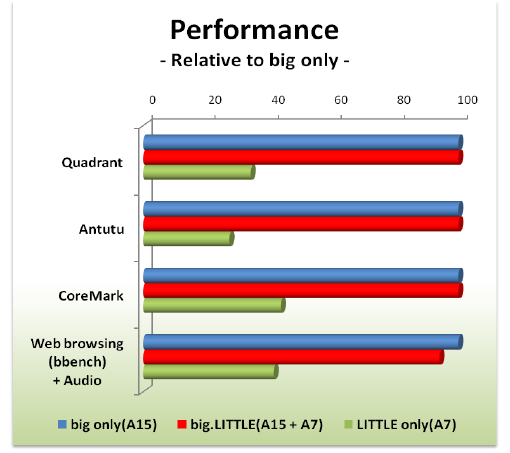 Performance
- Relative to big only -
0 20 40 60 80 100
Quadrant
Antutu
CoreMark
Web browsing
(bbench)
+ Audio
big only(A15) big.LITTLE(A15 + A7) LITTLE only(A7)